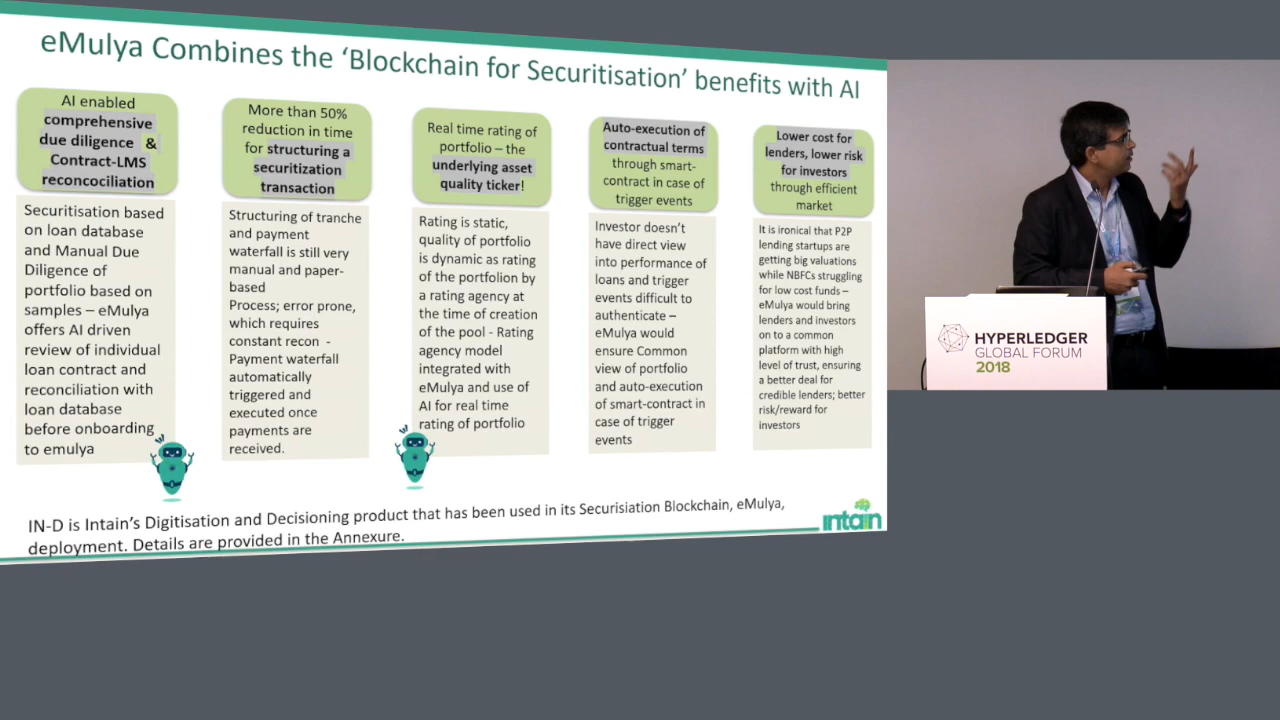 eMulya Combines the ‘Blockchain for Securitisation’ benefits with AI
AI enabled
comprehensive
due diligence &
Contract-LMS
reconcociliation
Securitisation based
on loan database
and Manual Due
Diligence of
portfolio based on
samples – eMulya
offers AI driven
review of individual
loan contract and
reconciliation with
loan database
before onboarding
to emulya
More than 50%
reduction in time
for structuring a
securitization
transaction
Structuring of tranche
and payment
waterfall is still very
manual and paper-
based
Process; error prone,
which requires
constant recon -
Payment waterfall
automatically
triggered and
executed once
payments are
received.
Real time rating of
portfolio – the
underlying asset
quality ticker!
Rating is static,
quality of portfolio
is dynamic as rating
of the portfolion by
a rating agency at
the time of creation
of the pool - Rating
agency model
integrated with
eMulya and use of
AI for real time
rating of portfolio
Auto-execution of
contractual terms
through smart-
contract in case of
trigger events
Investor doesn’t
have direct view
into performance of
loans and trigger
events difficult to
authenticate –
eMulya would
ensure Common
view of portfolio
and auto-execution
of smart-contract in
case of trigger
events
Lower cost for
lenders, lower risk
for investors
through efficient
market
It is ironical that P2P
lending startups are
getting big valuations
while NBFCs struggling
for low cost funds –
eMulya would bring
lenders and investors
on to a common
platform with high
level of trust, ensuring
a better deal for
credible lenders; better
risk/reward for
investors
IN-D is Intain’s Digitisation and Decisioning product that has been used in its Securisiation Blockchain, eMulya,
deployment. Details are provided in the Annexure.
intain
HYPERLEDGER
GLOBAL FORUM
2018